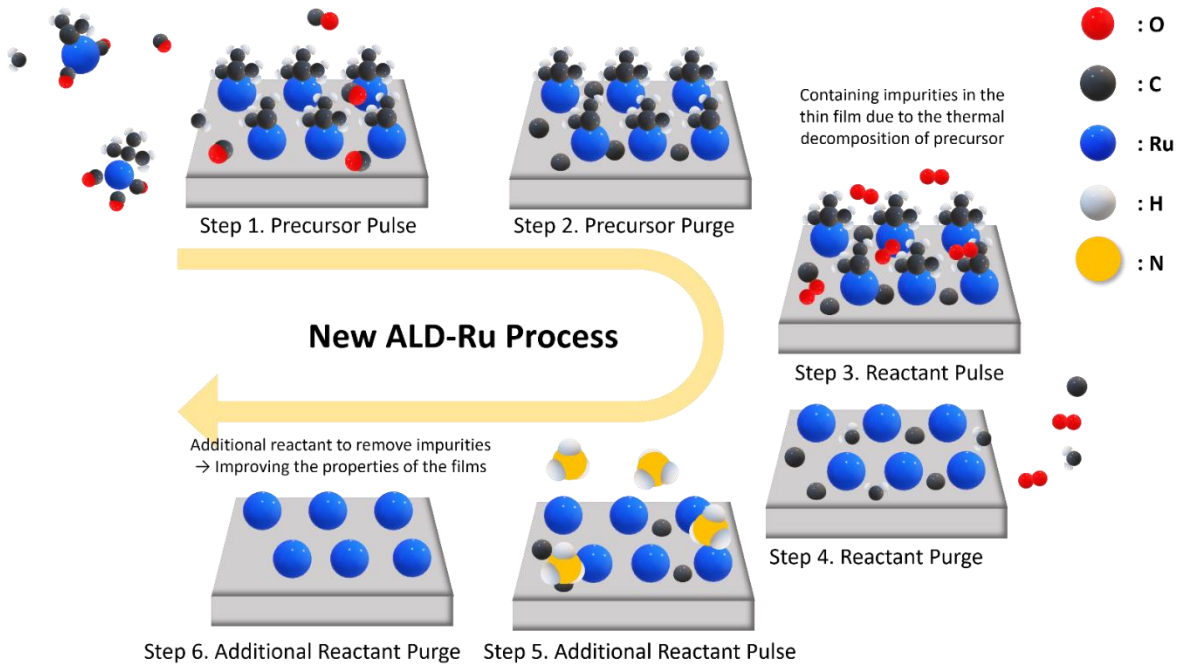 : O
: C
: Ru
: H
: N
Step 1. Precursor Pulse
Step 2. Precursor Purge
Containing impurities in the
thin film due to the thermal
decomposition of precursor
Step 3. Reactant Pulse
New ALD-Ru Process
Step 4. Reactant Purge
Additional reactant to remove impurities
→ Improving the properties of the films
Step 6. Additional Reactant Purge
Step 5. Additional Reactant Pulse